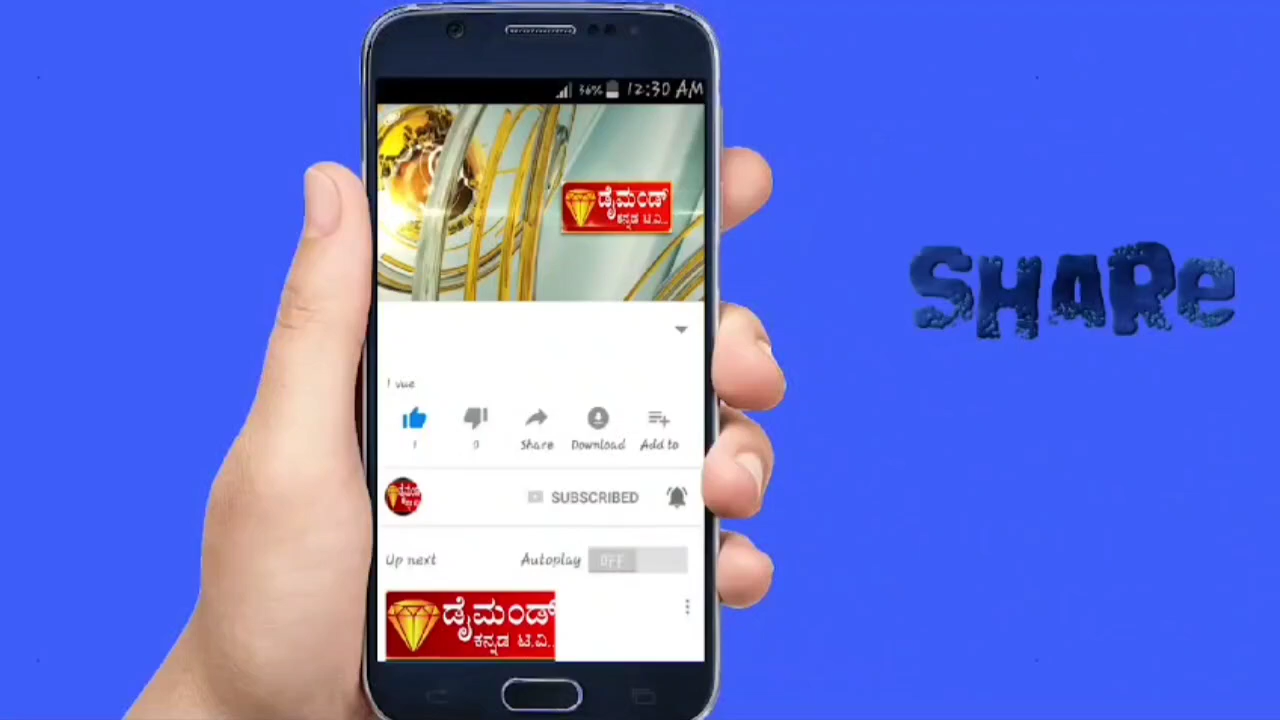 36% 12:30 AM
ಡೈಮಂಡ್
ಕನ್ನಡ ಟಿ.ವಿ..
SHARe
1 vue
1 0 Share Download Add to
SUBSCRIBED
Up next Autoplay OFF
ಡೈಮಂಡ್
ಕನ್ನಡ ಟಿ.ವಿ..